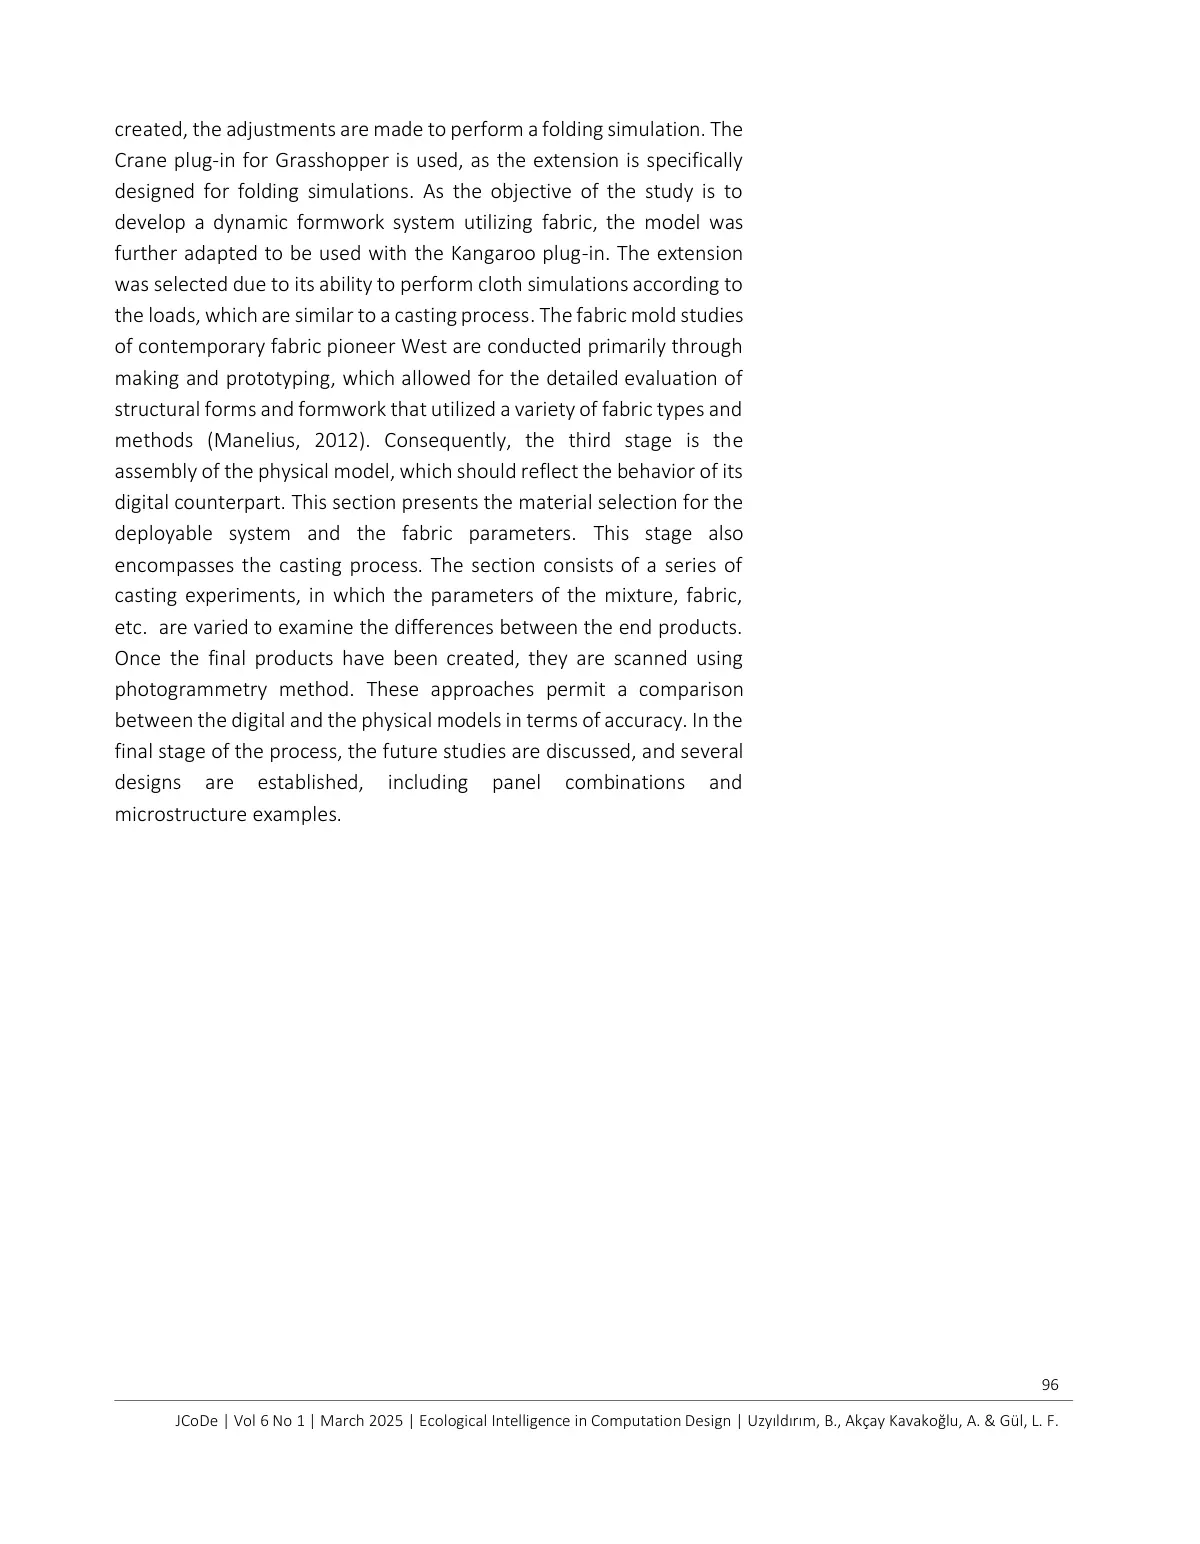 created, the adjustments are made to perform a folding simulation. The
Crane plug-in for Grasshopper is used, as the extension is specifically
designed for folding simulations. As the objective of the study is to
develop a dynamic formwork system utilizing fabric, the model was
further adapted to be used with the Kangaroo plug-in. The extension
was selected due to its ability to perform cloth simulations according to
the loads, which are similar to a casting process. The fabric mold studies
of contemporary fabric pioneer West are conducted primarily through
making and prototyping, which allowed for the detailed evaluation of
structural forms and formwork that utilized a variety of fabric types and
methods (Manelius, 2012). Consequently, the third stage is the
assembly of the physical model, which should reflect the behavior of its
digital counterpart. This section presents the material selection for the
deployable system and the fabric parameters. This stage also
encompasses the casting process. The section consists of a series of
casting experiments, in which the parameters of the mixture, fabric,
etc.  are varied to examine the differences between the end products.
Once the final products have been created, they are scanned using
photogrammetry method. These approaches permit a comparison
between the digital and the physical models in terms of accuracy. In the
final stage of the process, the future studies are discussed, and several
designs are established, including panel combinations and
microstructure examples.
96
JCoDe | Vol 6 No 1 | March 2025 | Ecological Intelligence in Computation Design | Uzyıldırım, B., Akçay Kavakoğlu, A. & Gül, L. F.